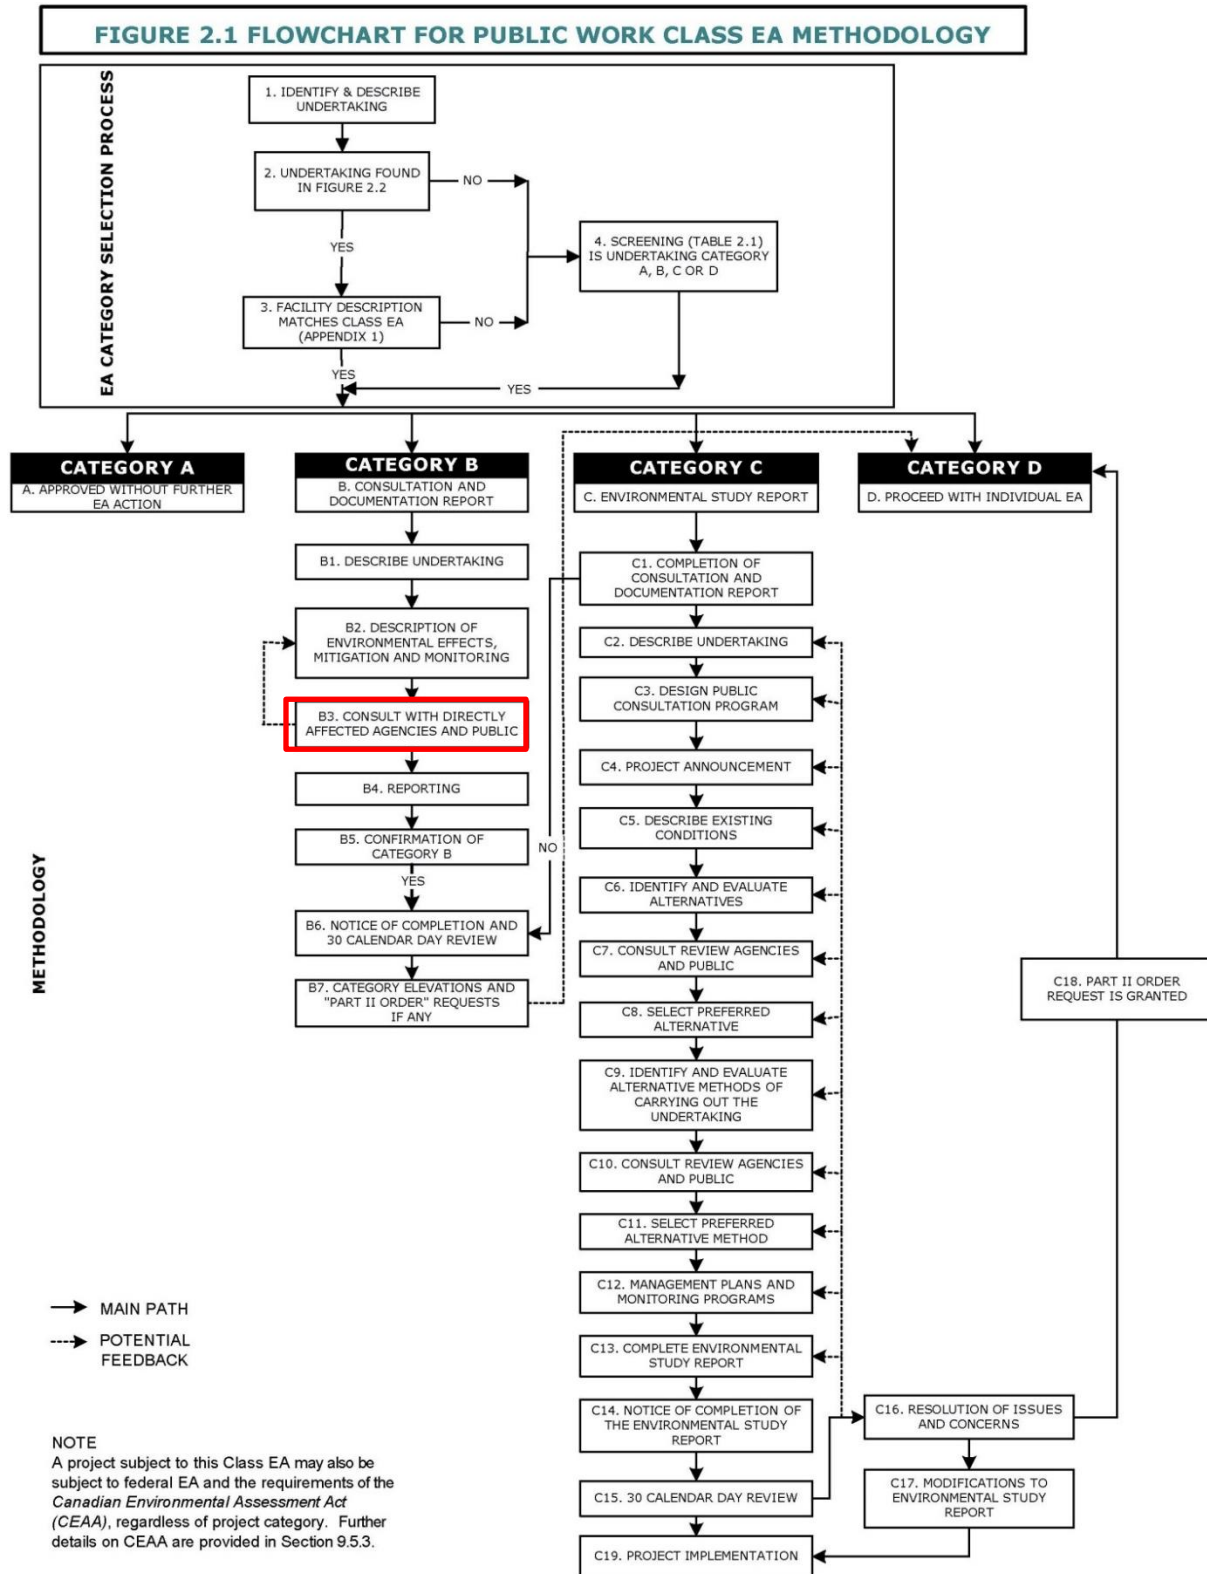 FIGURE 2.1 FLOWCHART FOR PUBLIC WORK CLASS EA METHODOLOGY
EA CATEGORY SELECTION PROCESS
1. IDENTIFY & DESCRIBE
UNDERTAKING
2. UNDERTAKING FOUND
IN FIGURE 2.2
NO
YES
4. SCREENING (TABLE 2.1)
IS UNDERTAKING CATEGORY
A, B, C OR D
3. FACILITY DESCRIPTION
MATCHES CLASS EA
(APPENDIX 1)
NO
YES
YES
CATEGORY A
A. APPROVED WITHOUT FURTHER
EA ACTION
CATEGORY B
B. CONSULTATION AND
DOCUMENTATION REPORT
CATEGORY C
C. ENVIRONMENTAL STUDY REPORT
CATEGORY D
D. PROCEED WITH INDIVIDUAL EA
METHODOLOGY
B1. DESCRIBE UNDERTAKING
B2. DESCRIPTION OF
ENVIRONMENTAL EFFECTS,
MITIGATION AND MONITORING
B3. CONSULT WITH DIRECTLY
AFFECTED AGENCIES AND PUBLIC
B4. REPORTING
B5. CONFIRMATION OF
CATEGORY B
YES
NO
B6. NOTICE OF COMPLETION AND
30 CALENDAR DAY REVIEW
B7. CATEGORY ELEVATIONS AND
"PART II ORDER" REQUESTS
IF ANY
C1. COMPLETION OF
CONSULTATION AND
DOCUMENTATION REPORT
C2. DESCRIBE UNDERTAKING
C3. DESIGN PUBLIC
CONSULTATION PROGRAM
C4. PROJECT ANNOUNCEMENT
C5. DESCRIBE EXISTING
CONDITIONS
C6. IDENTIFY AND EVALUATE
ALTERNATIVES
C7. CONSULT REVIEW AGENCIES
AND PUBLIC
C8. SELECT PREFERRED
ALTERNATIVE
C9. IDENTIFY AND EVALUATE
ALTERNATIVE METHODS OF
CARRYING OUT THE
UNDERTAKING
C10. CONSULT REVIEW AGENCIES
AND PUBLIC
C11. SELECT PREFERRED
ALTERNATIVE METHOD
C12. MANAGEMENT PLANS AND
MONITORING PROGRAMS
C13. COMPLETE ENVIRONMENTAL
STUDY REPORT
C14. NOTICE OF COMPLETION OF
THE ENVIRONMENTAL STUDY
REPORT
C15. 30 CALENDAR DAY REVIEW
C16. RESOLUTION OF ISSUES
AND CONCERNS
C17. MODIFICATIONS TO
ENVIRONMENTAL STUDY
REPORT
C18. PART II ORDER
REQUEST IS GRANTED
C19. PROJECT IMPLEMENTATION
MAIN PATH
POTENTIAL
FEEDBACK
NOTE
A project subject to this Class EA may also be
subject to federal EA and the requirements of the
Canadian Environmental Assessment Act
(CEAA), regardless of project category. Further
details on CEAA are provided in Section 9.5.3.